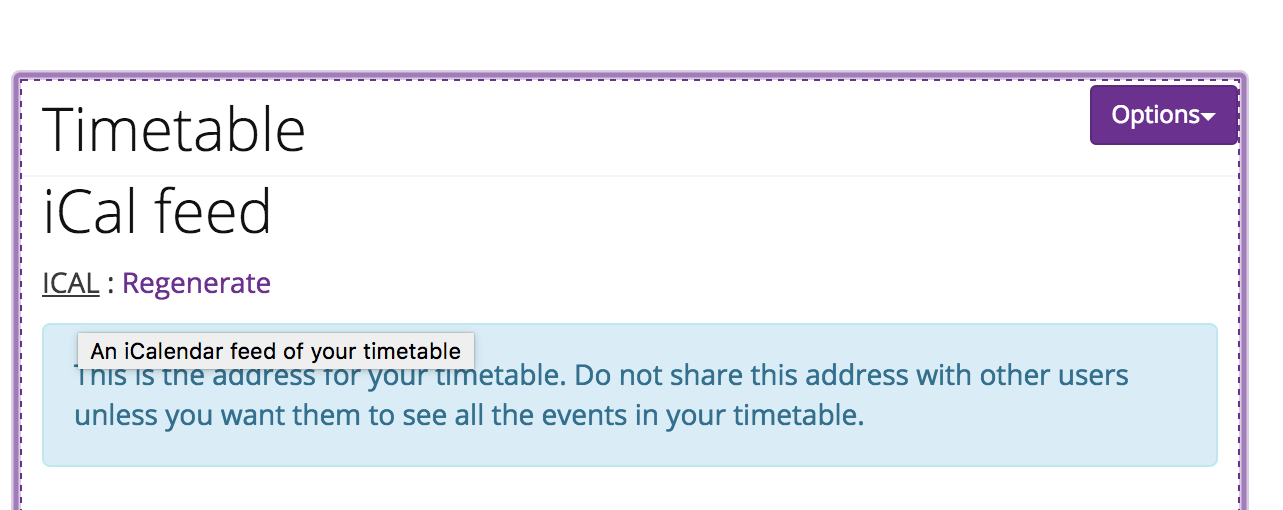 Timetable
Options
iCal feed
ICAL : Regenerate
An iCalendar feed of your timetable
This is the address for your timetable. Do not share this address with other users
unless you want them to see all the events in your timetable.